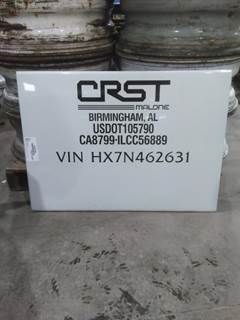 CRST
MALONE
BIRMINGHAM, AL
USDOT105790
CA8799-ILCC56889
VIN HX7N462631